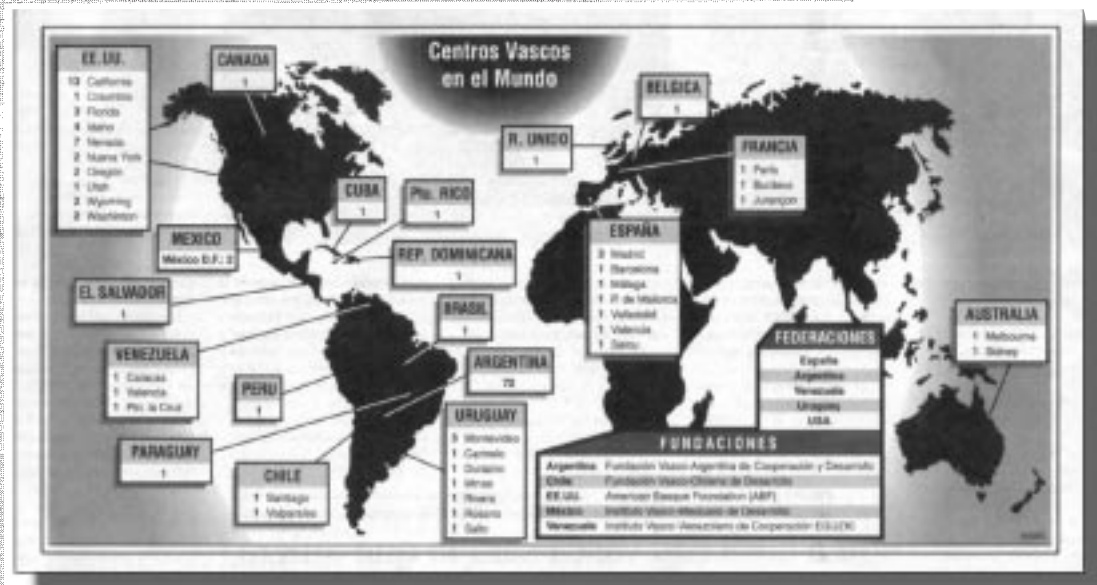 Centros Vascos
en el Mundo
EE.UU.
13 California
1 Columbia
3 Florida
Idaho
7 Nevada
2 Nueva York
2 Oregón
1 Utah
2 Wyoming
2 Washinton
CANADA
1
MEXICO
México D.F.: 2
CUBA
1
Pto. RICO
1
REP. DOMINICANA
1
EL SALVADOR
1
VENEZUELA
1 Caracas
1 Valencia
1 Pto. la Cruz
BRASIL
1
PERU
1
ARGENTINA
PARAGUAY
1
CHILE
1 Santiago
1 Valparaíso
URUGUAY
Montevideo
1 Carmelo
1 Durazno
1 Minas
1 Rivera
1 Rosario
1 Salto
R. UNIDO
1
BELGICA
1
FRANCIA
1 París
1 Burdeos
1 Jurançon
ESPAÑA
Madrid
1 Barcelona
1 Málaga
1 P. de Mallorca
1 Valladolid
1 Valencia
1
AUSTRALIA
1 Melbourne
1 Sidney
FEDERACIONES
España
Argentina
Venezuela
Uruguay
USA
FUNDACIONES
Argentina Fundación Vasco-Argentina de Cooperación y Desarrollo
Chile Fundación Vasco-Chilena de Desarrollo
EE.UU. American Basque Foundation (ABF)
México Instituto Vasco-Mexicano de Desarrollo
Venezuela Instituto Vasco-Venezolano de Cooperación